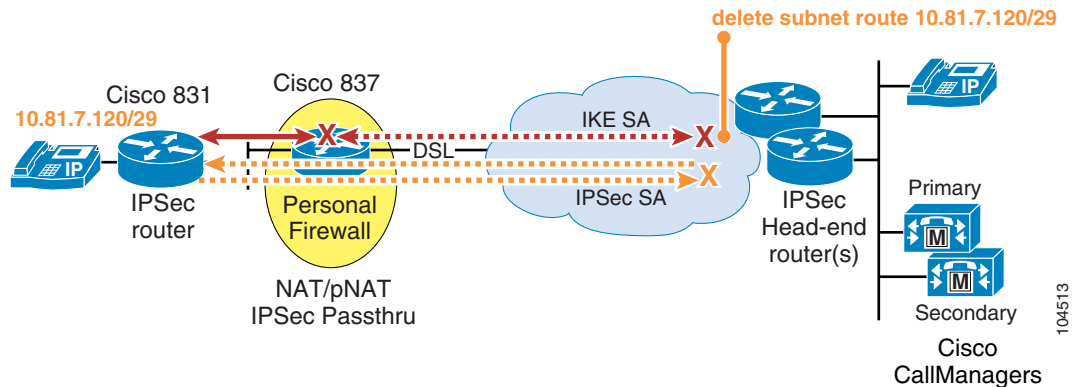 delete subnet route 10.81.7.120/29
Cisco 831
Cisco 837
10.81.7.120/29
IP
IP
X
IKE SA
X
DSL
IPSec SA
X
IPSec
router
Personal
Firewall
NAT/pNAT
IPSec Passthru
IPSec
Head-end
router(s)
Primary
M
M
Secondary
Cisco
CallManagers
104513